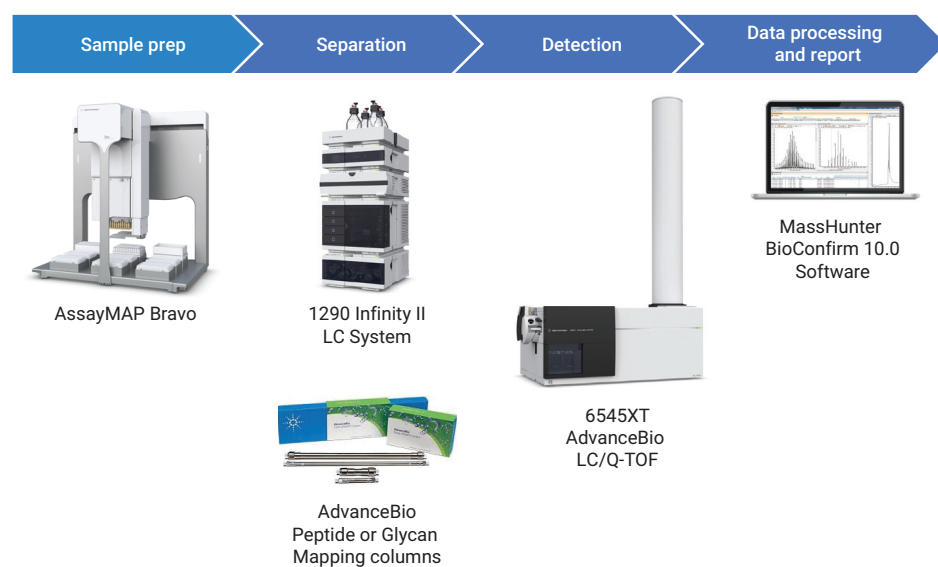 Sample prep
Separation
Detection
Data processing
and report
AssayMAP Bravo
1290 Infinity II
LC System
AdvanceBio
Peptide or Glycan
Mapping columns
6545XT
AdvanceBio
LC/Q-TOF
MassHunter
BioConfirm 10.0
Software